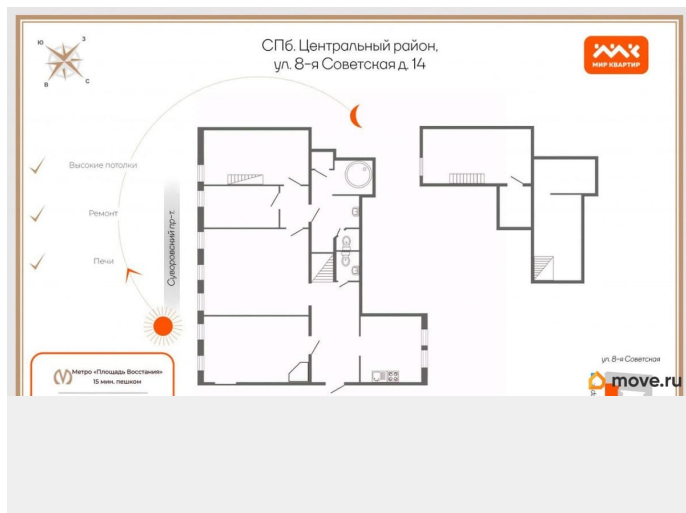 СПб. Центральный район,
ул. 8-я Советская д. 14
МИР КВАРТИР
Ю
З
В
С
Высокие потолки
Ремонт
Печи
Суворовский пр-т.
Метро «Площадь Восстания»
15 мин. пешком
ул. 8-я Советская
move.ru